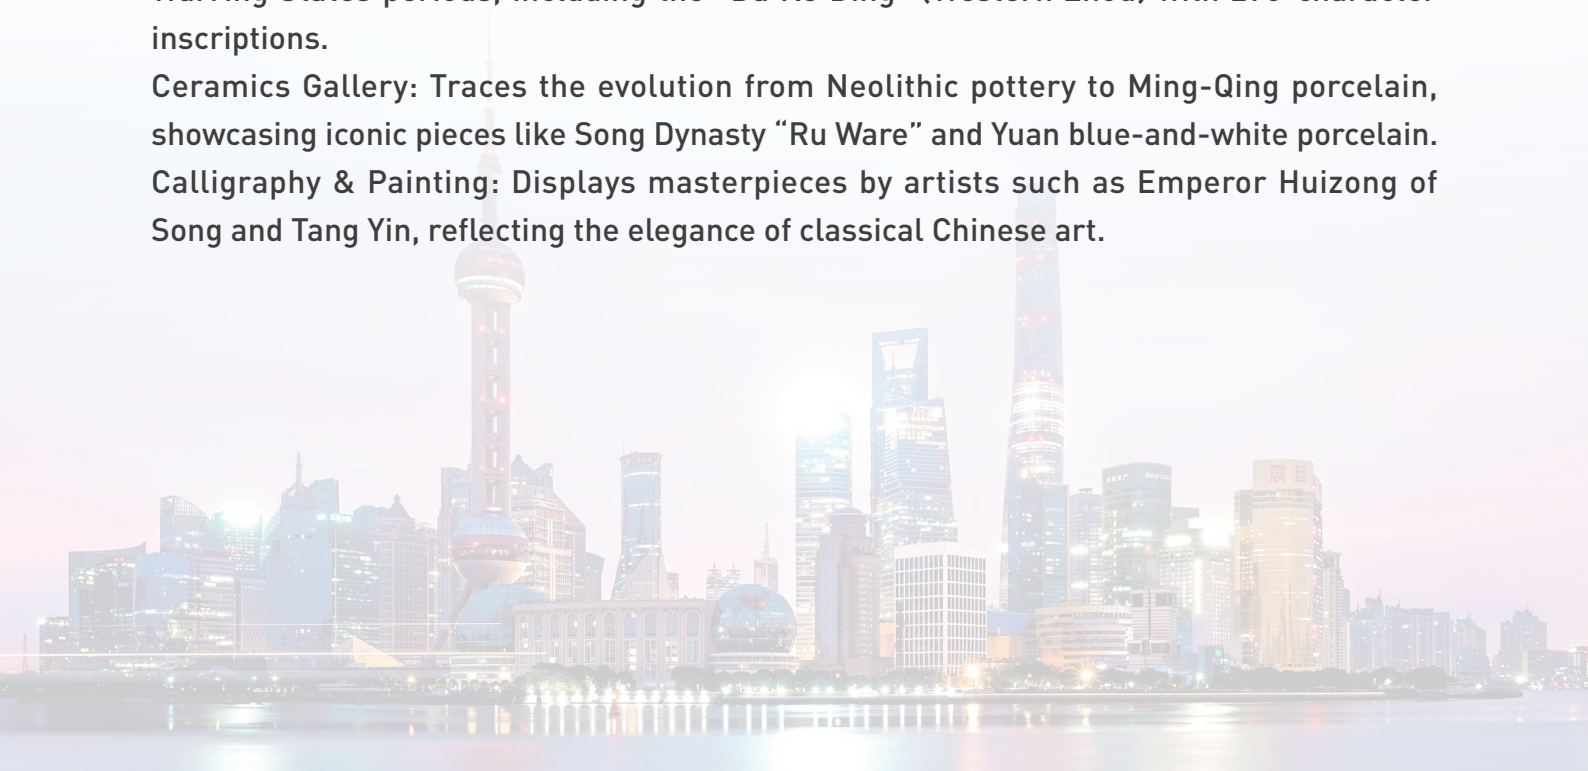 inscriptions.
Ceramics Gallery: Traces the evolution from Neolithic pottery to Ming-Qing porcelain,
showcasing iconic pieces like Song Dynasty “Ru Ware” and Yuan blue-and-white porcelain.
Calligraphy & Painting: Displays masterpieces by artists such as Emperor Huizong of
Song and Tang Yin, reflecting the elegance of classical Chinese art.
震旦